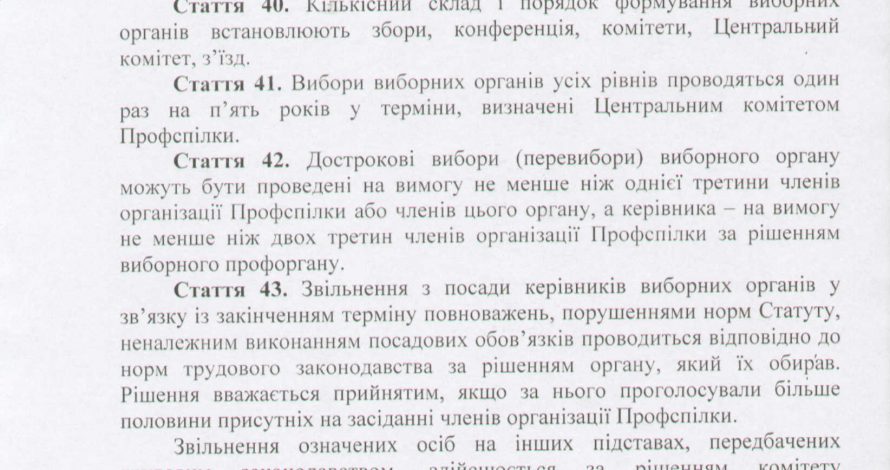 Стаття 40. Кількісний склад і порядок формування виборних
органів встановлюють збори, конференція, комітети, Центральний
комітет, з’їзд.
Стаття 41. Вибори виборних органів усіх рівнів проводяться один
раз на п’ять років у терміни, визначені Центральним комітетом
Профспілки.
Стаття 42. Дострокові вибори (перевибори) виборного органу
можуть бути проведені на вимогу не менше ніж однієї третини членів
організації Профспілки або членів цього органу, а керівника – на вимогу
не менше ніж двох третин членів організації Профспілки за рішенням
виборного профоргану.
Стаття 43. Звільнення з посади керівників виборних органів у
зв’язку із закінченням терміну повноважень, порушеннями норм Статуту,
неналежним виконанням посадових обов’язків проводиться відповідно до
норм трудового законодавства за рішенням органу, який їх обирав.
Рішення вважається прийнятим, якщо за нього проголосували більше
половини присутніх на засіданні членів організації Профспілки.
Звільнення означених осіб на інших підставах, передбачених
законодавством, здійснюється за рішенням комітету